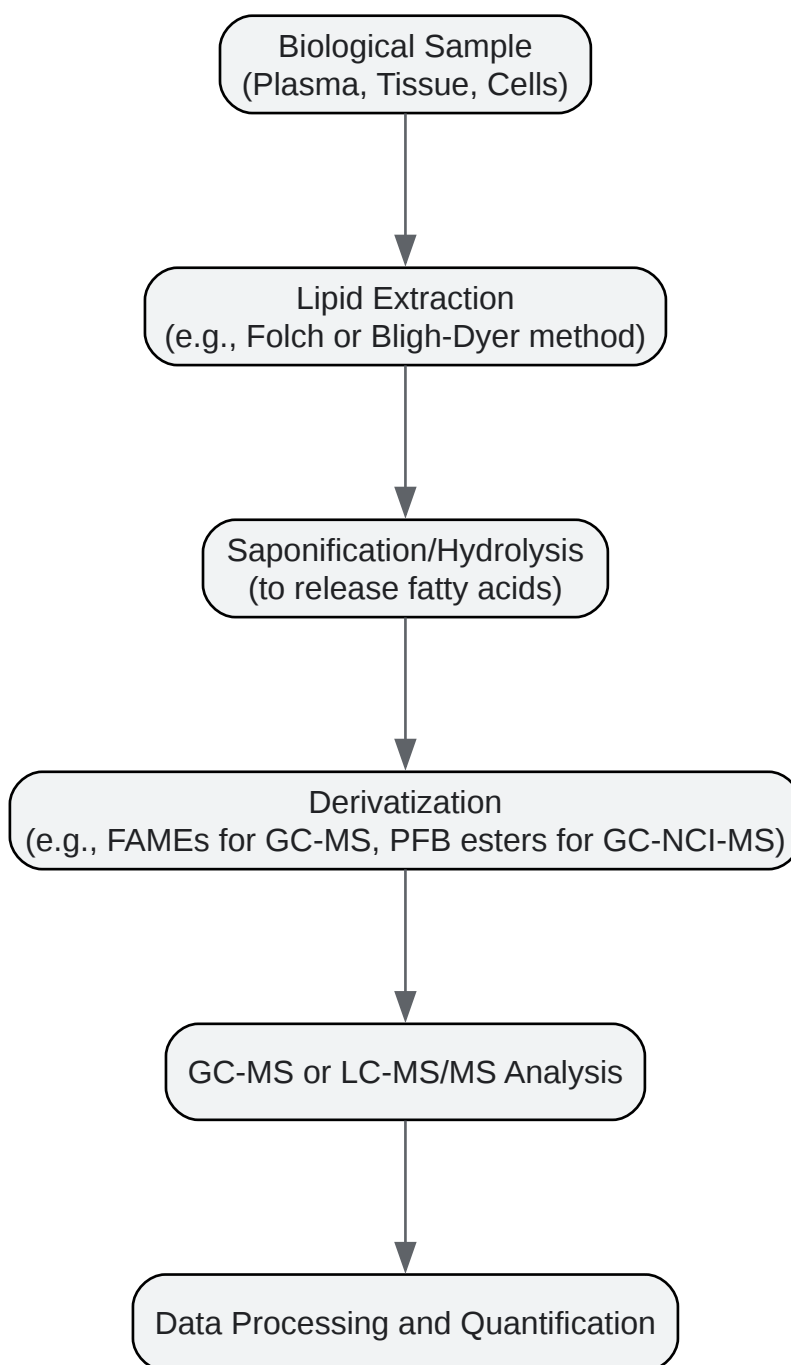 Biological Sample
(Plasma, Tissue, Cells)
Lipid Extraction
(e.g., Folch or Bligh-Dyer method)
Saponification/Hydrolysis
(to release fatty acids)
Derivatization
(e.g., FAMEs for GC-MS, PFB esters for GC-NCI-MS)
GC-MS or LC-MS/MS Analysis
Data Processing and Quantification